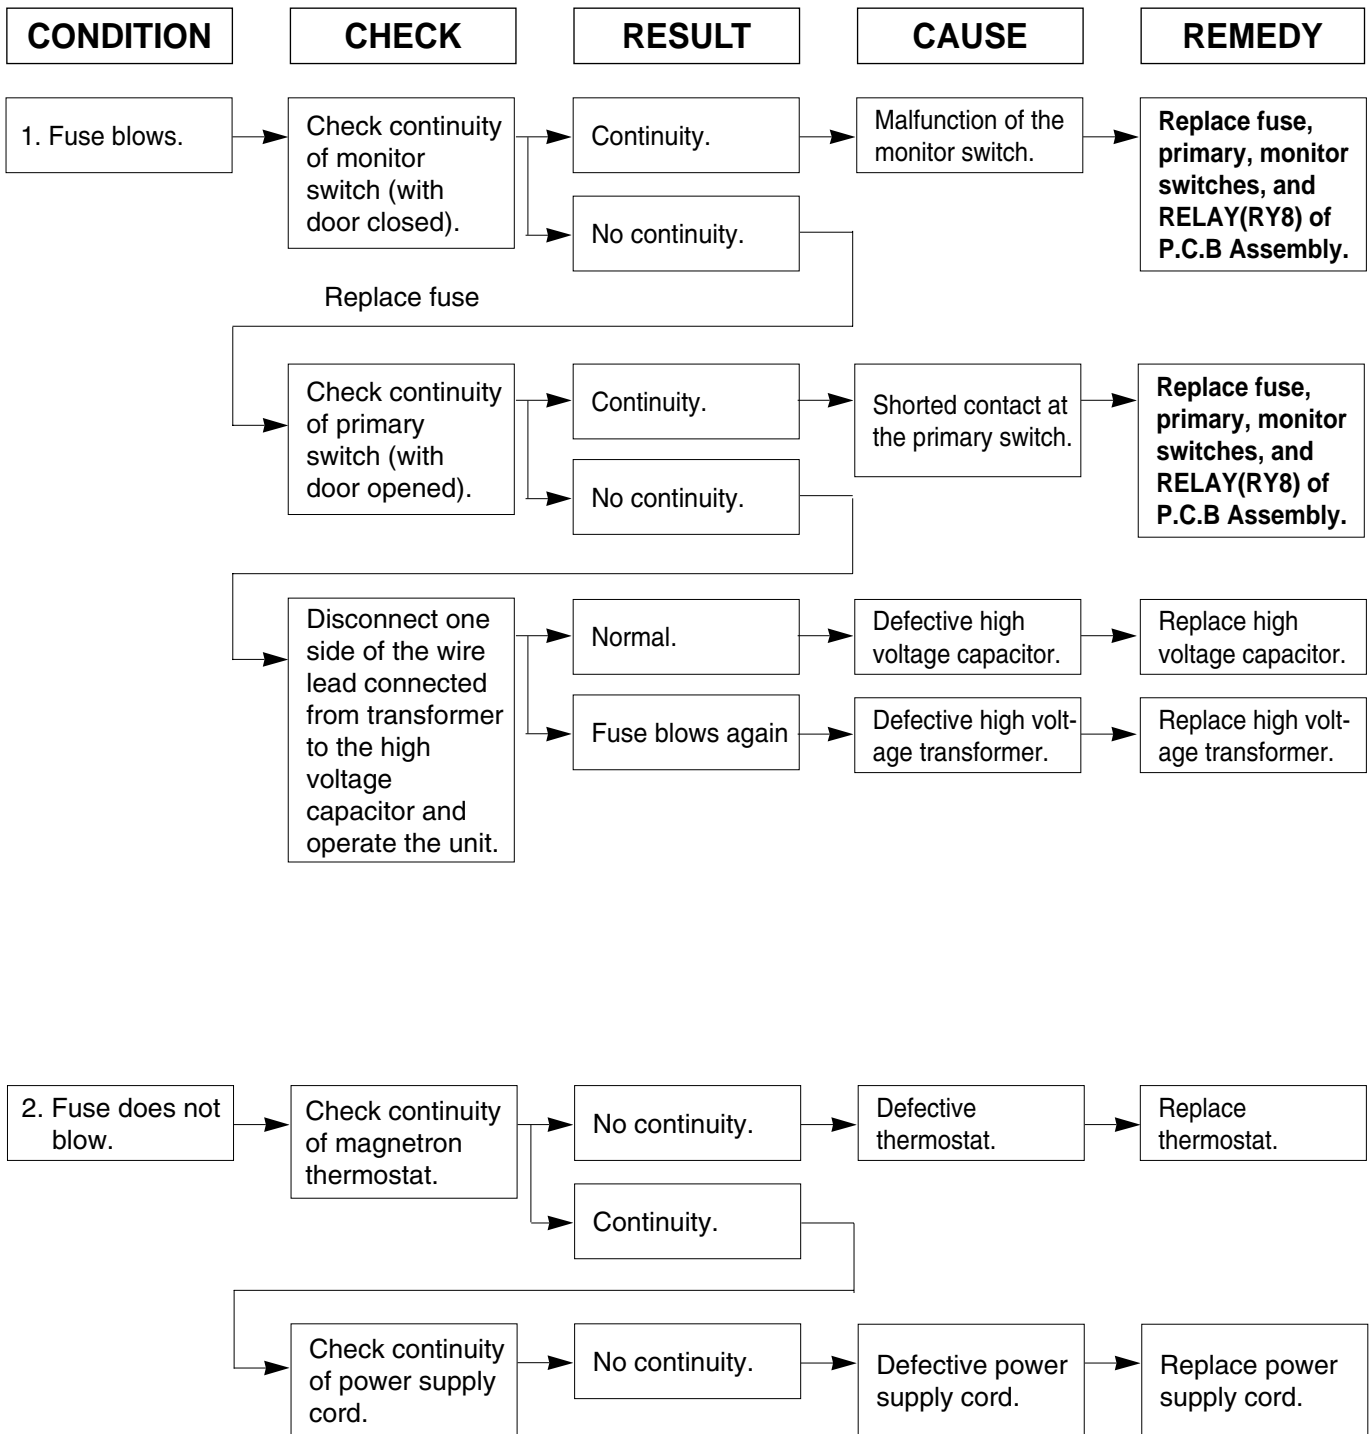 CONDITION
CHECK
RESULT
CAUSE
REMEDY
1. Fuse blows.
Check continuity
of monitor
switch (with
door closed).
Continuity.
Malfunction of the
monitor switch.
Replace fuse,
primary, monitor
switches, and
RELAY(RY8) of
P.C.B Assembly.
No continuity.
Replace fuse
Check continuity
of primary
switch (with
door opened).
Continuity.
Shorted contact at
the primary switch.
Replace fuse,
primary, monitor
switches, and
RELAY(RY8) of
P.C.B Assembly.
No continuity.
Disconnect one
side of the wire
lead connected
from transformer
to the high
voltage
capacitor and
operate the unit.
Normal.
Defective high
voltage capacitor.
Replace high
voltage capacitor.
Fuse blows again
Defective high volt-
age transformer.
Replace high volt-
age transformer.
2. Fuse does not
blow.
Check continuity
of magnetron
thermostat.
No continuity.
Defective
thermostat.
Replace
thermostat.
Continuity.
Check continuity
of power supply
cord.
No continuity.
Defective power
supply cord.
Replace power
supply cord.